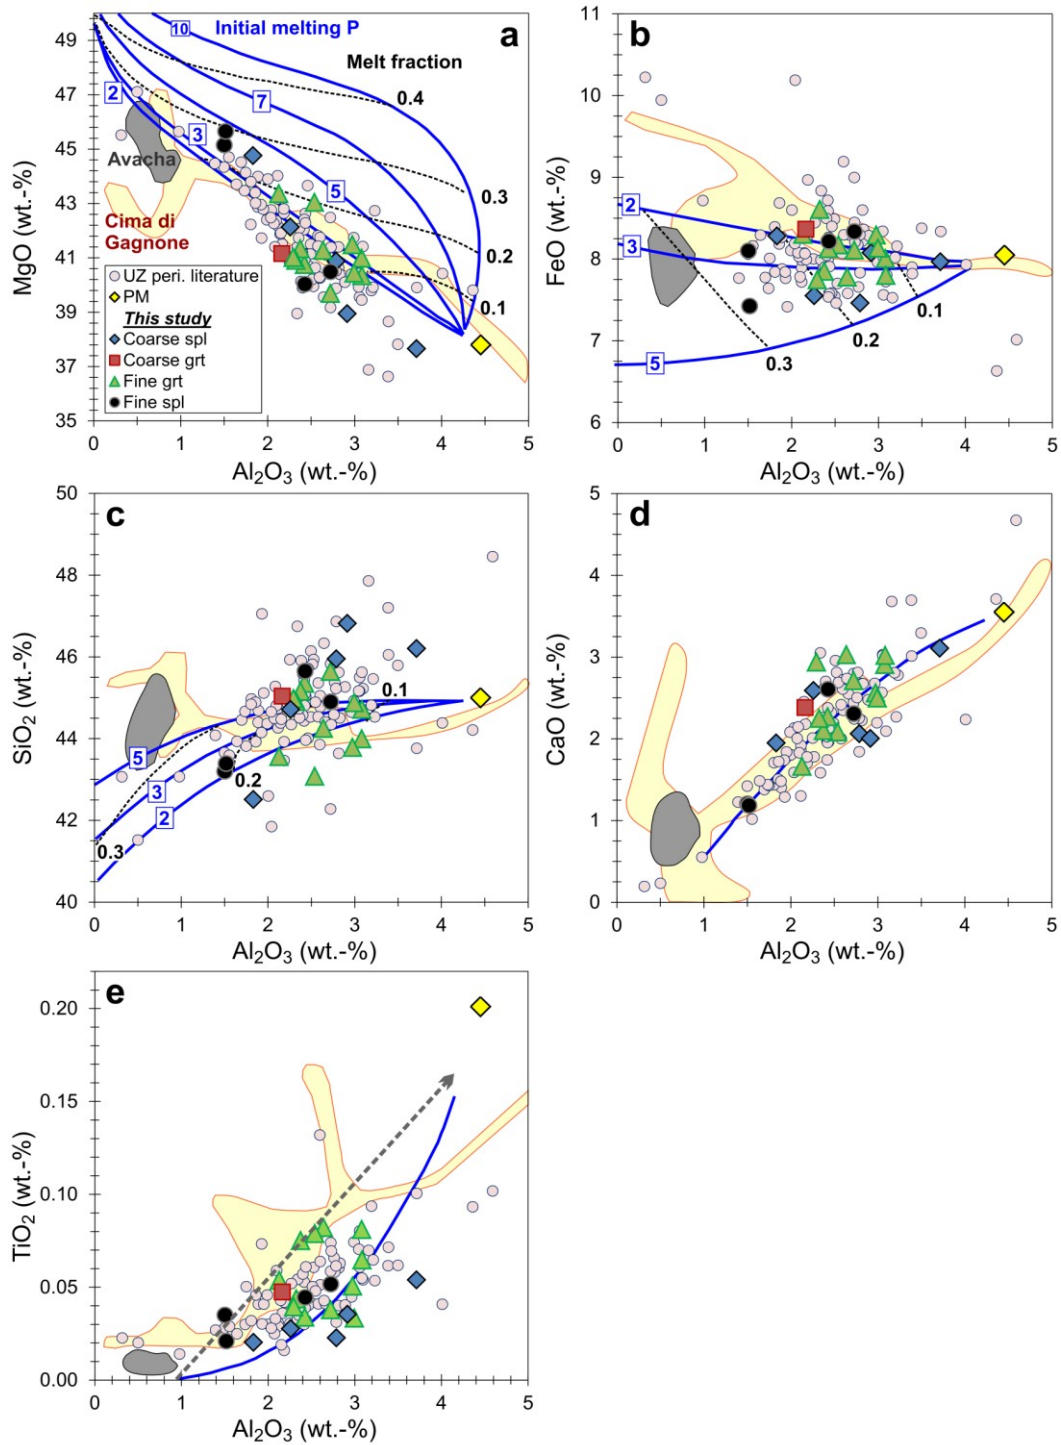 a
Initial melting P
Melt fraction
10
7
5
3
2
0.4
0.3
0.2
0.1
Avacha
Cima di
Gagnone
UZ peri. literature
PM
This study
Coarse spl
Coarse grt
Fine grt
Fine spl
49
47
45
43
41
39
37
35
MgO (wt.-%)
0 1 2 3 4 5
Al₂O₃ (wt.-%)
b
11
10
9
8
7
6
FeO (wt.-%)
2
3
5
0.1
0.2
0.3
0 1 2 3 4 5
Al₂O₃ (wt.-%)
c
50
48
46
44
42
40
SiO₂ (wt.-%)
5
3
2
0.1
0.2
0.3
0 1 2 3 4 5
Al₂O₃ (wt.-%)
d
5
4
3
2
1
0
CaO (wt.-%)
0 1 2 3 4 5
Al₂O₃ (wt.-%)
e
0.20
0.15
0.10
0.05
0.00
TiO₂ (wt.-%)
0 1 2 3 4 5
Al₂O₃ (wt.-%)